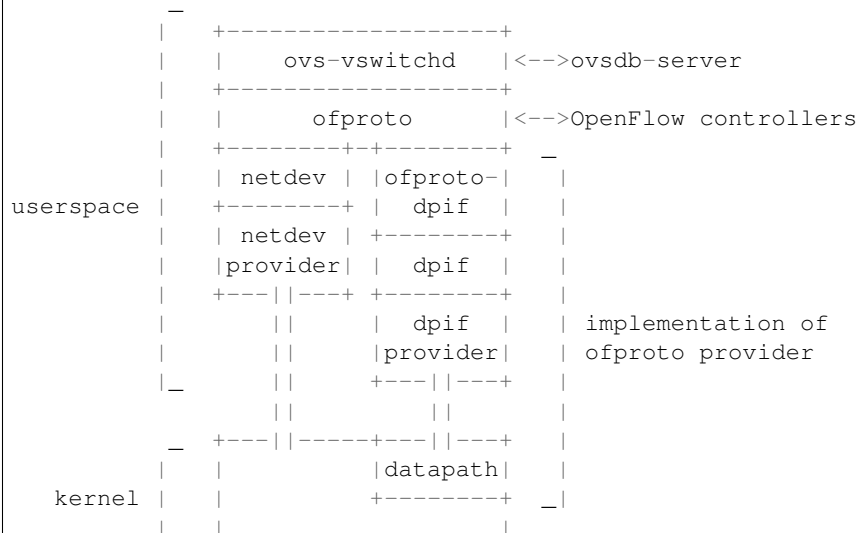 ovs-vswitchd |<-->ovsdb-server
ofproto |<-->OpenFlow controllers
| netdev | |ofproto-|
userspace | +--------+ | dpif |
| netdev | +--------+
|provider| | dpif |
+---||---+ +--------+
|| | dpif | | implementation of
|| |provider| | ofproto provider
|_ || +---||---+ |
|| || |
_ +---||-----+---||---+ |
| | |datapath| |
kernel | | +--------+ _|